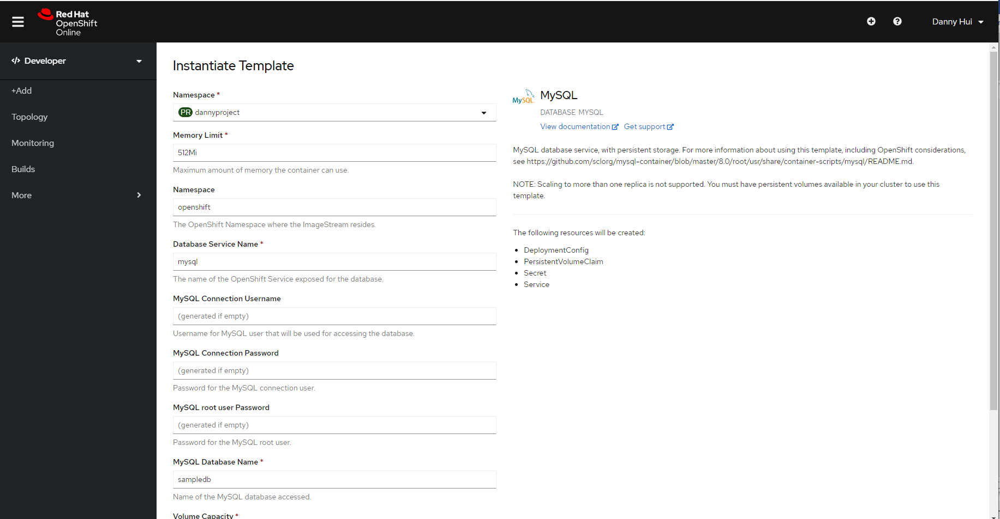 Red Hat
OpenShift
Online
Danny Hui
Developer
+Add
Topology
Monitoring
Builds
More
Instantiate Template
Namespace *
PR dannyproject
Memory Limit *
512Mi
Maximum amount of memory the container can use.
Namespace
openshift
The OpenShift Namespace where the ImageStream resides.
Database Service Name *
mysql
The name of the OpenShift Service exposed for the database.
MySQL Connection Username
(generated if empty)
Username for MySQL user that will be used for accessing the database.
MySQL Connection Password
(generated if empty)
Password for the MySQL connection user.
MySQL root user Password
(generated if empty)
Password for the MySQL root user.
MySQL Database Name *
sampledb
Name of the MySQL database accessed.
Volume Capacity *
MySQL
MySQL
DATABASE MYSQL
View documentation Get support
MySQL database service, with persistent storage. For more information about using this template, including OpenShift considerations,
see https://github.com/sclorg/mysql-container/blob/master/8.0/root/usr/share/container-scripts/mysql/README.md.
NOTE: Scaling to more than one replica is not supported. You must have persistent volumes available in your cluster to use this
template.
The following resources will be created:
DeploymentConfig
PersistentVolumeClaim
Secret
Service